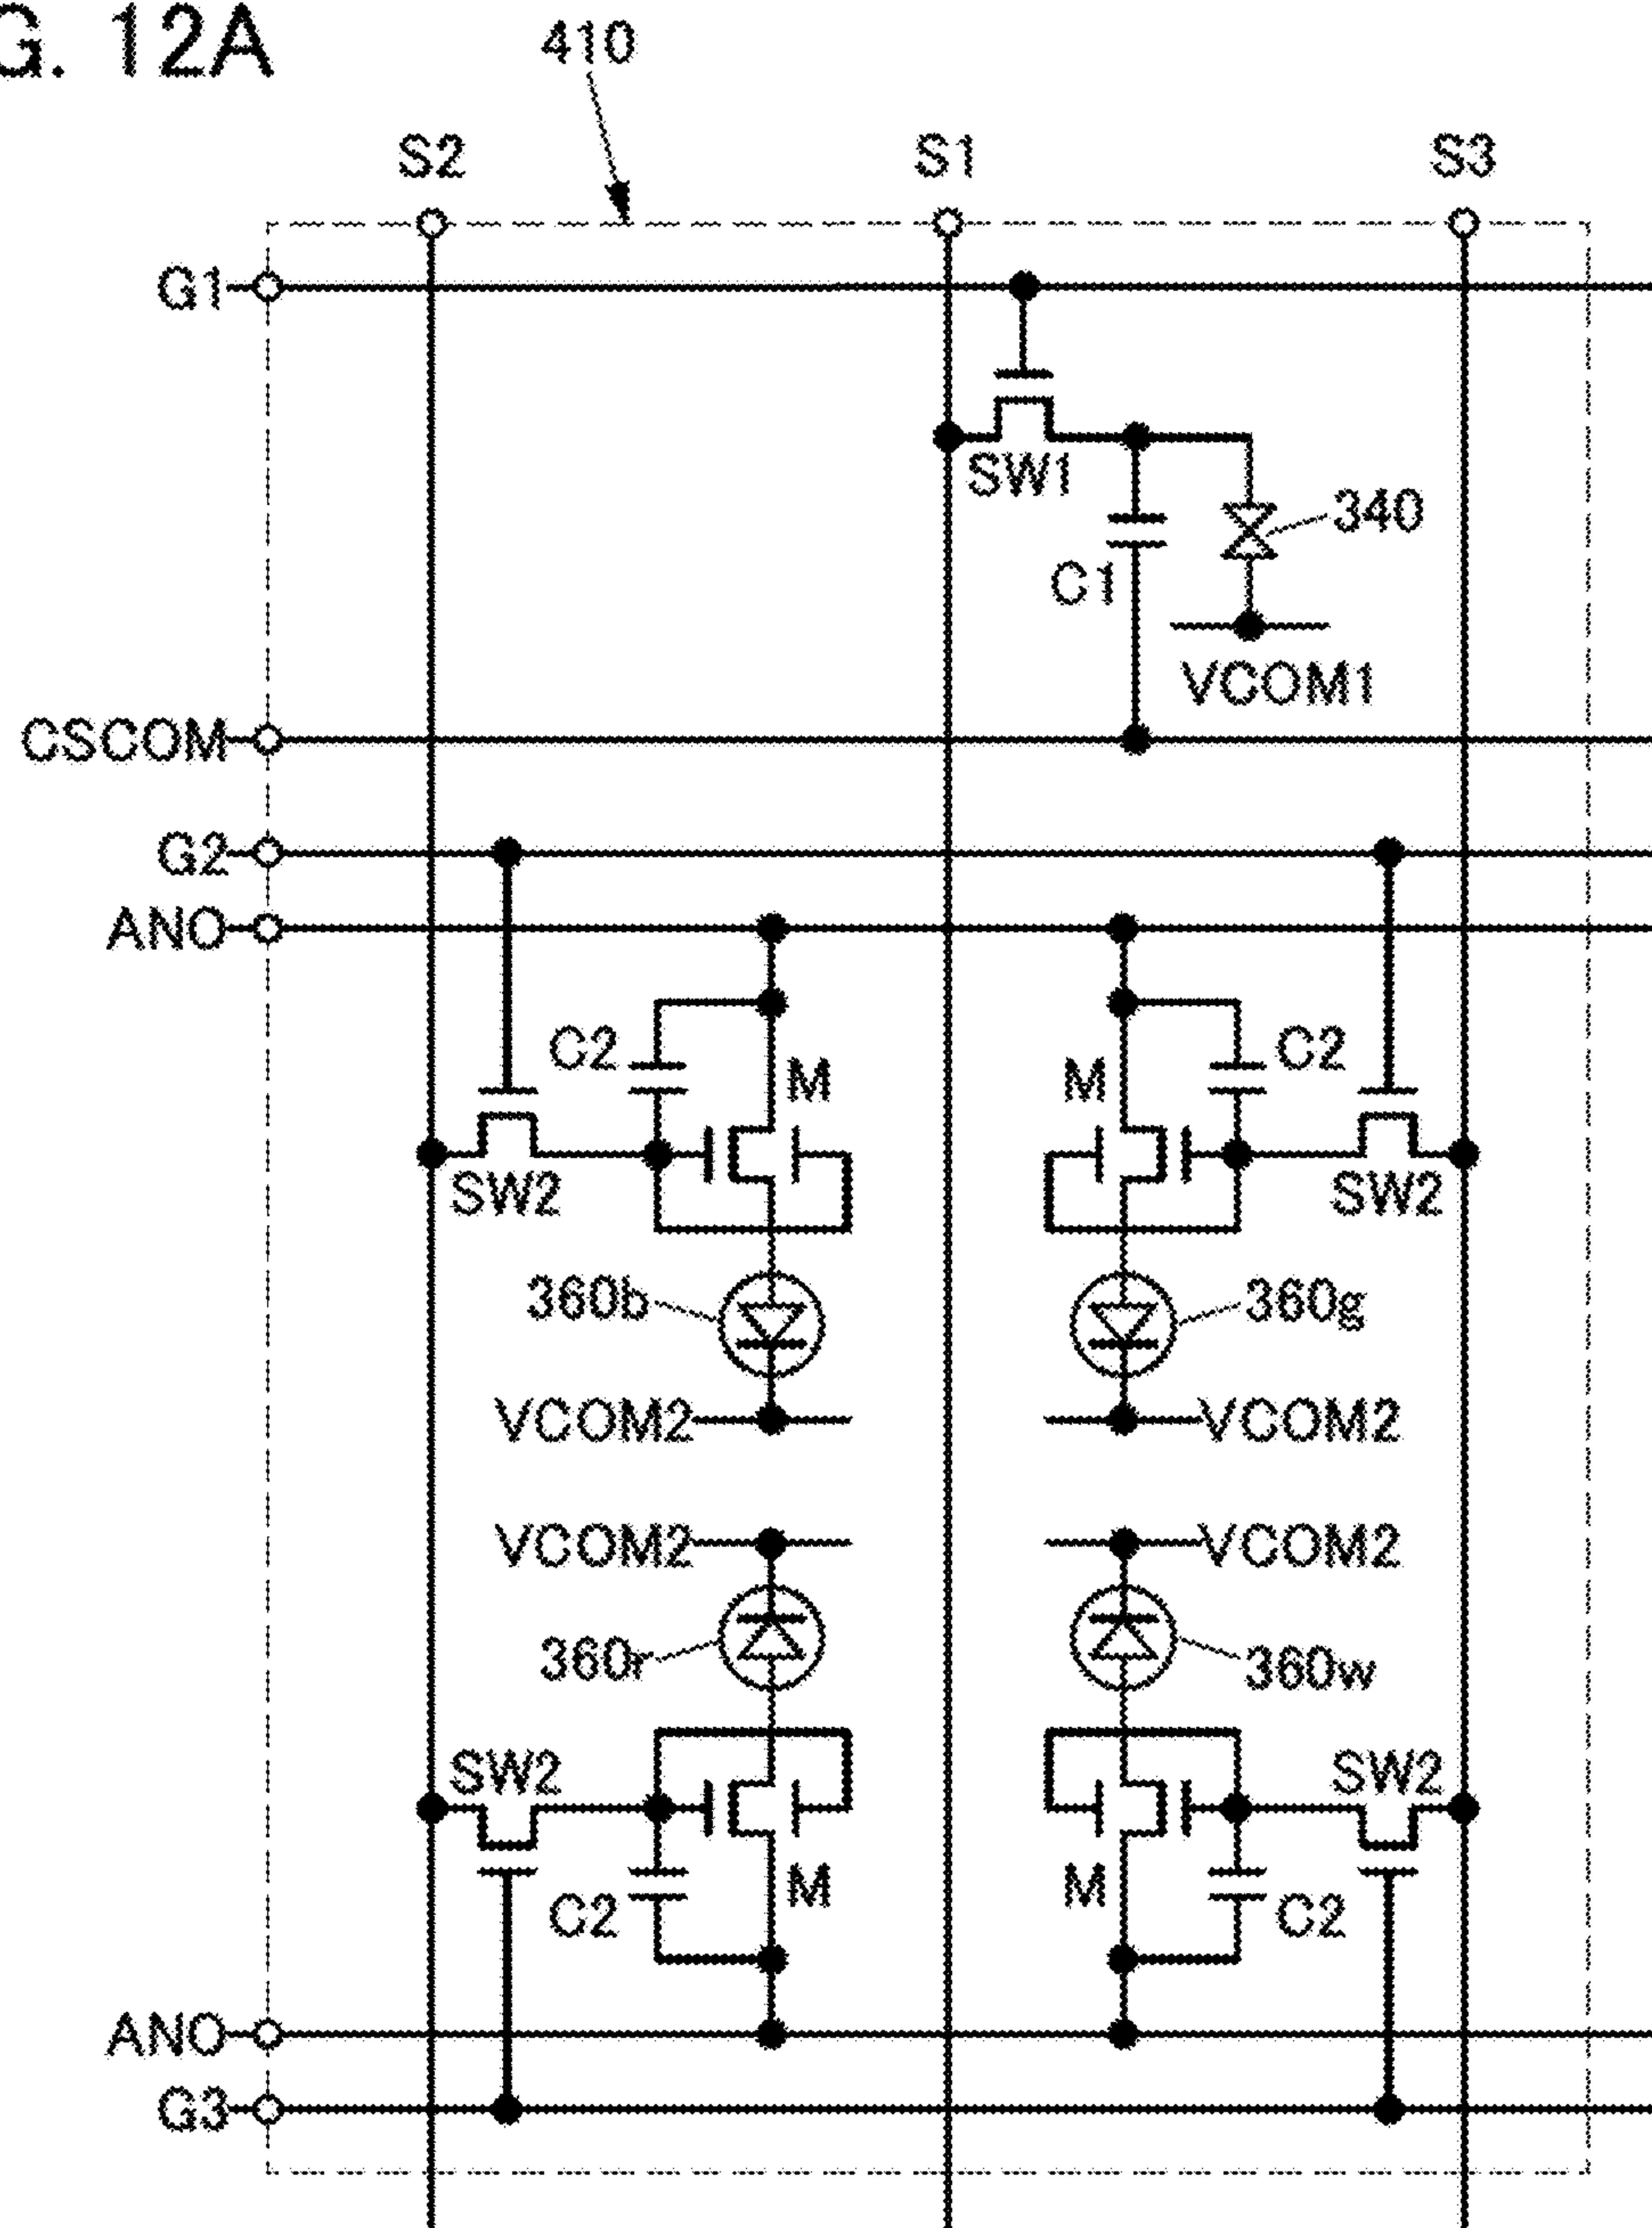 G. 12A
410
S2
S1
S3
G1
SW1
340
C1
VCOM1
CSCOM
G2
ANO
C2
M
M
C2
SW2
SW2
360b
360g
VCOM2
VCOM2
VCOM2
VCOM2
360r
360w
SW2
SW2
C2
M
M
C2
ANO
G3